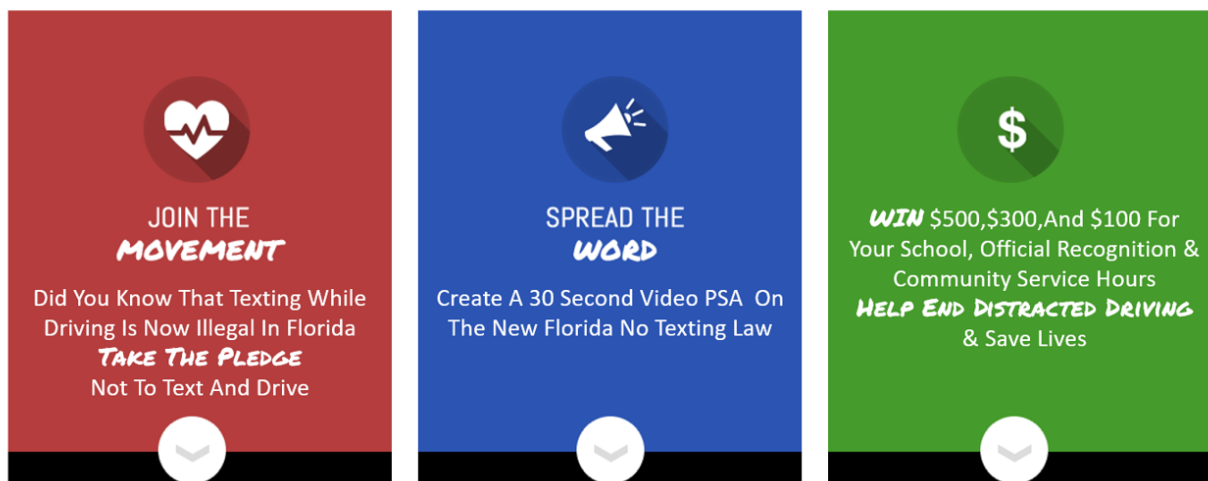 JOIN THE
MOVEMENT
Did You Know That Texting While
Driving Is Now Illegal In Florida
TAKE THE PLEDGE
Not To Text And Drive
SPREAD THE
WORD
Create A 30 Second Video PSA On
The New Florida No Texting Law
$
WIN $500,$300,And $100 For
Your School, Official Recognition &
Community Service Hours
HELP END DISTRACTED DRIVING
& Save Lives